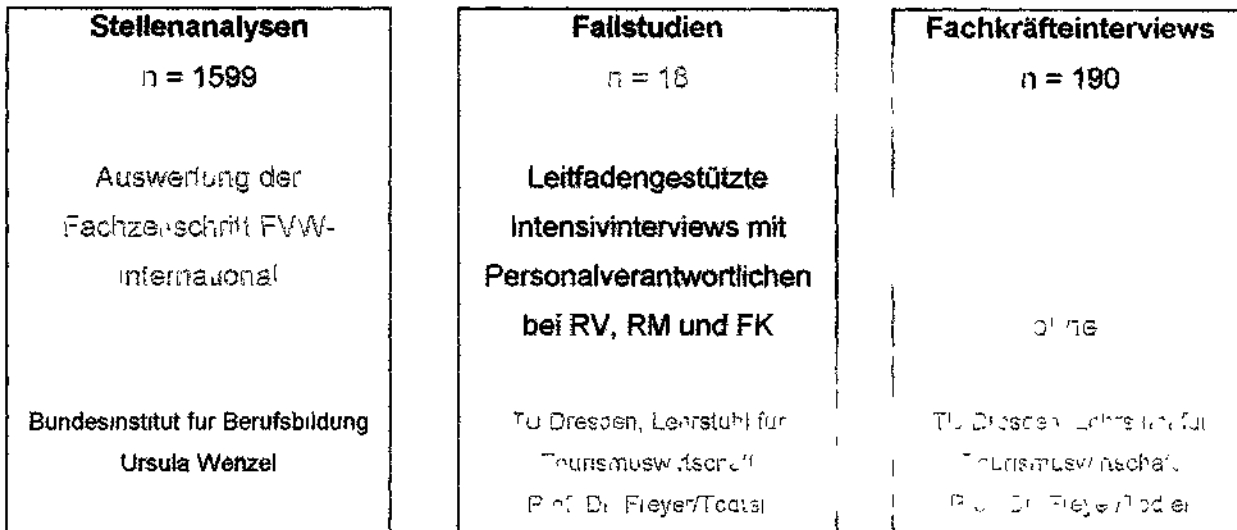 Stellenanalysen
n = 1599
Auswertung der
Fachzeitschrift FVW-
International
Bundesinstitut fur Berufsbildung
Ursula Wenzel
Fallstudien
n = 18
Leitfadengestützte
Intensivinterviews mit
Personalverantwortlichen
bei RV, RM und FK
TU Dresden, Lehrstuhl für
Tourismuswirtschaft
Prof. Dr. Freyer/
Fachkräfteinterviews
n = 190
TU Dresden, Lehrstuhl für
Tourismuswirtschaft
Prof. Dr. Freyer/